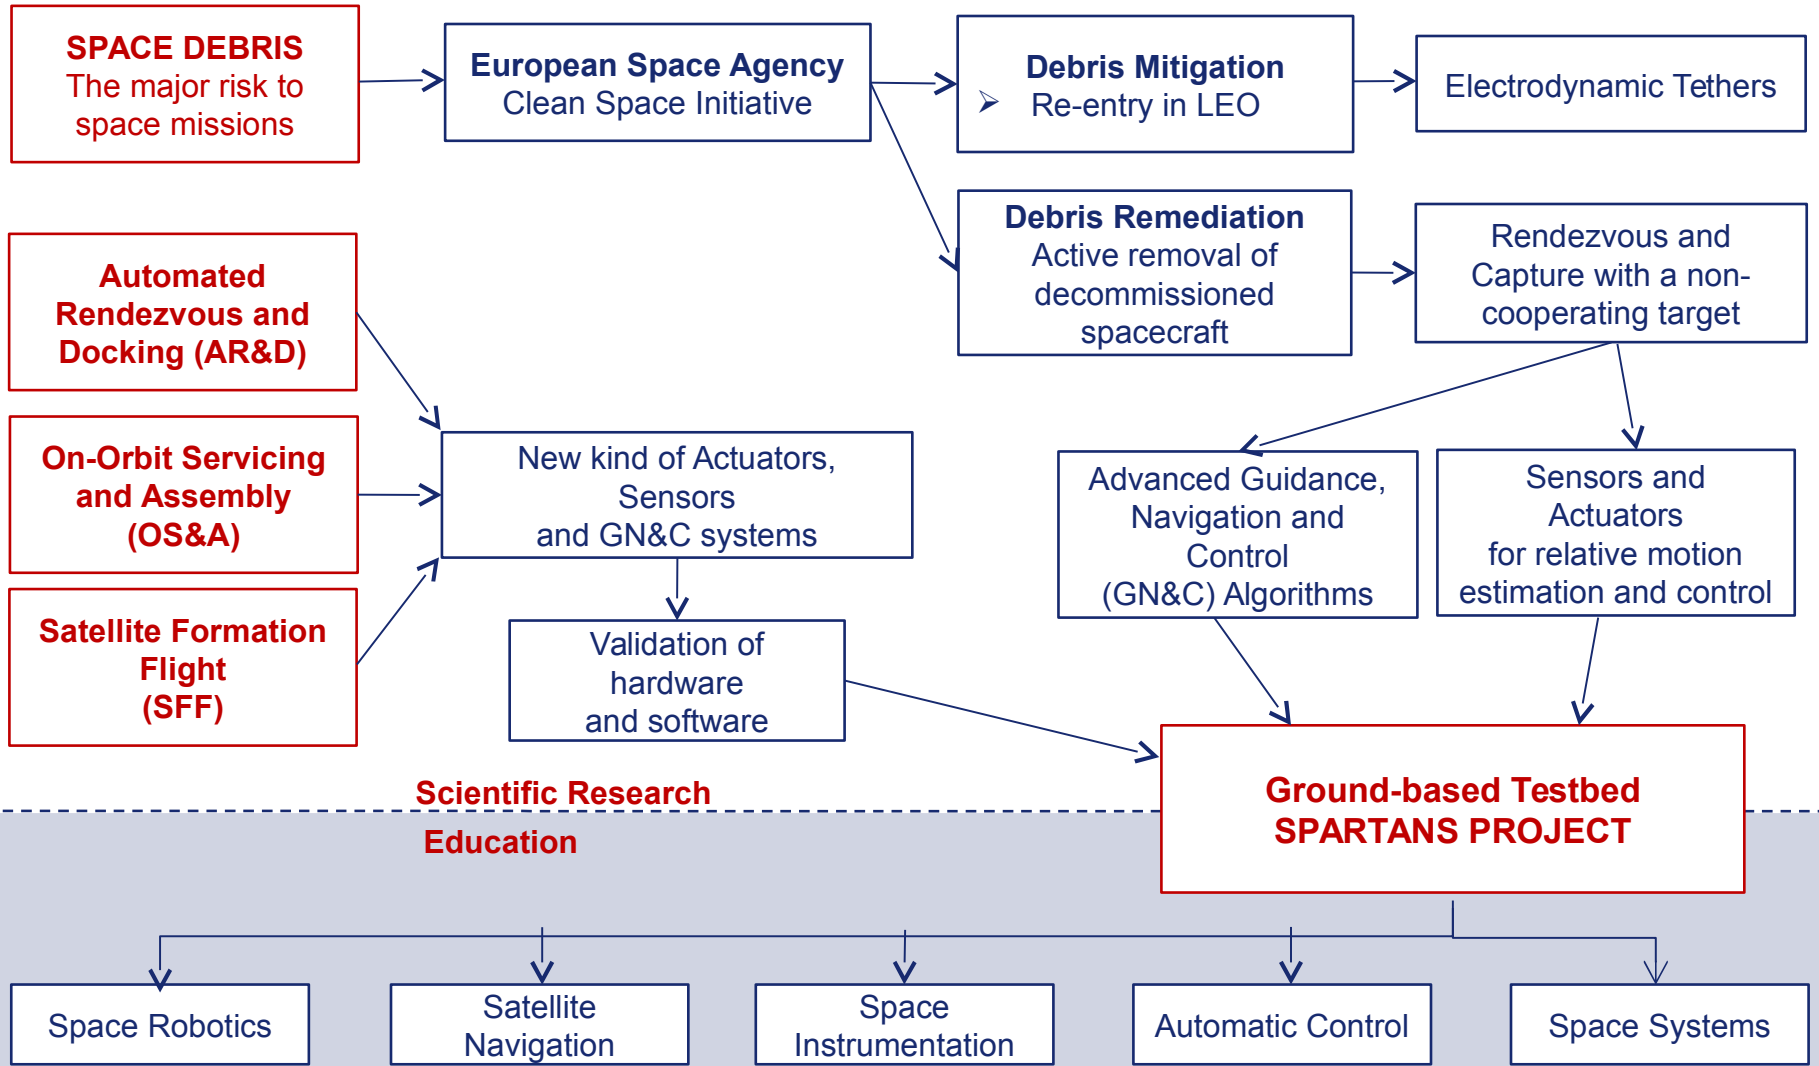 SPACE DEBRIS
The major risk to
space missions
European Space Agency
Clean Space Initiative
Debris Mitigation
➢ Re-entry in LEO
Electrodynamic Tethers
Debris Remediation
Active removal of
decommissioned
spacecraft
Rendezvous and
Capture with a non-
cooperating target
Automated
Rendezvous and
Docking (AR&D)
On-Orbit Servicing
and Assembly
(OS&A)
Satellite Formation
Flight
(SFF)
New kind of Actuators,
Sensors
and GN&C systems
Advanced Guidance,
Navigation and
Control
(GN&C) Algorithms
Sensors and
Actuators
for relative motion
estimation and control
Validation of
hardware
and software
Ground-based Testbed
SPARTANS PROJECT
Scientific Research
Education
Space Robotics
Satellite
Navigation
Space
Instrumentation
Automatic Control
Space Systems